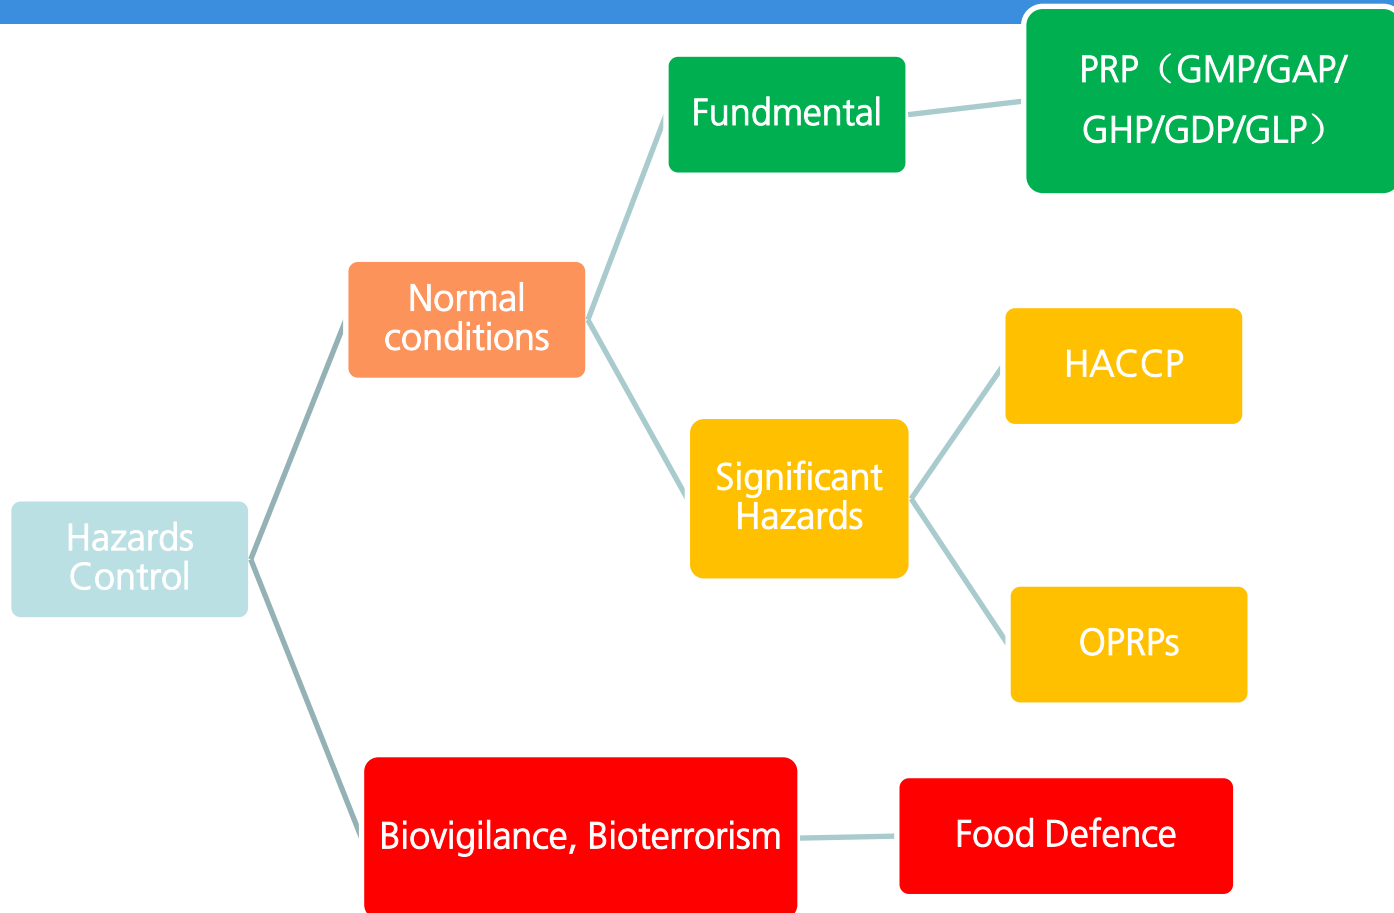 PRP（GMP/GAP/
GHP/GDP/GLP）
Fundmental
Normal
conditions
HACCP
Significant
Hazards
Hazards
Control
OPRPs
Biovigilance, Bioterrorism
Food Defence